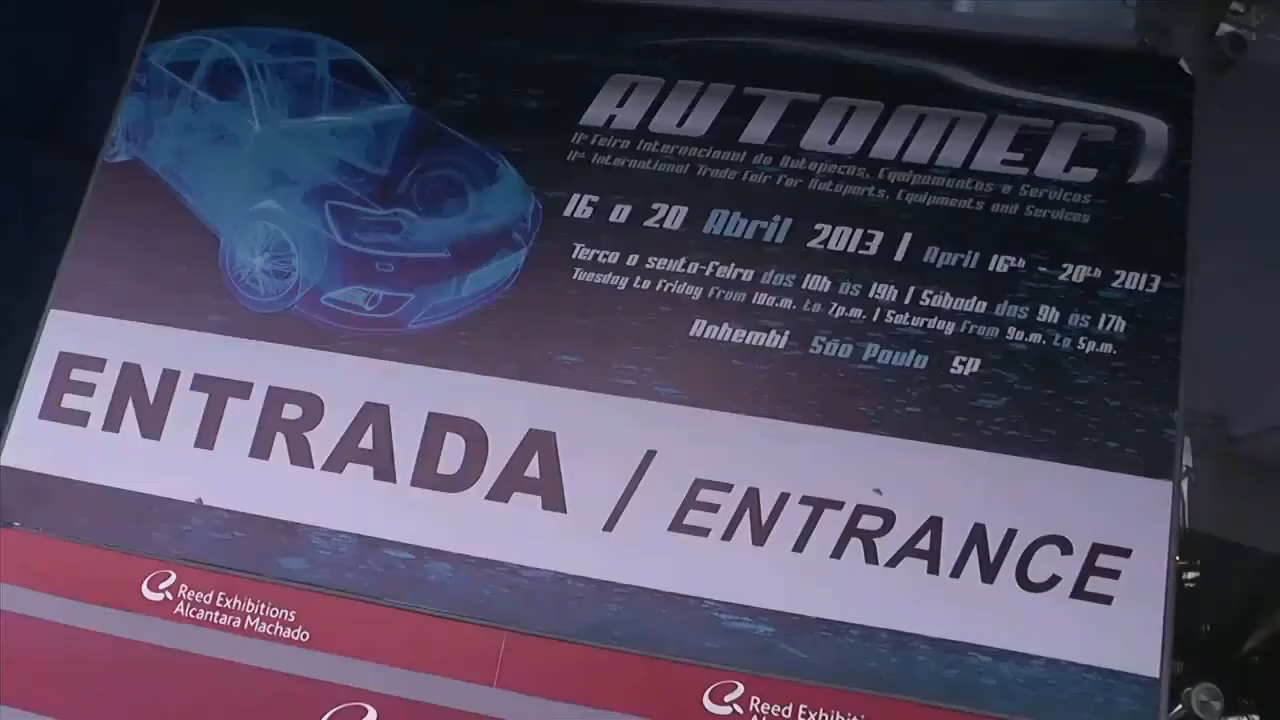 AUTOMEC
11ª Feira Internacional de Autopeças, Equipamentos e Serviços
11th International Trade Fair for Autoparts, Equipments and Services
16 a 20 Abril 2013 | April 16th - 20th 2013
Terça a sexta-feira das 10h às 19h | Sábado das 9h às 17h
Tuesday to Friday from 10a.m. to 7p.m. | Saturday from 9a.m. to 5p.m.
Anhembi São Paulo SP
ENTRADA / ENTRANCE
Reed Exhibitions
Alcantara Machado
Reed